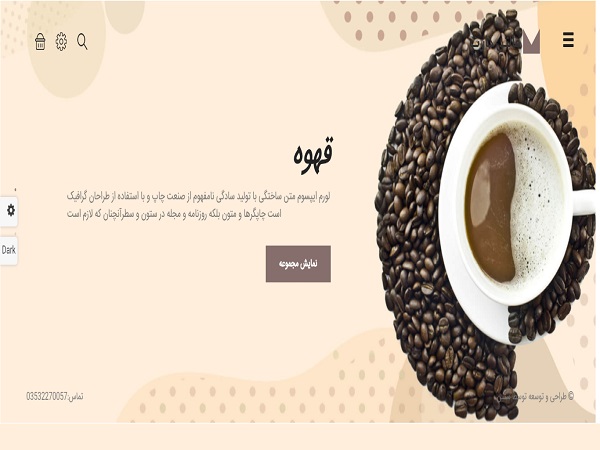 قهوه
لورم ایپسوم متن ساختگی با تولید سادگی نامفهوم از صنعت چاپ و با استفاده از طراحان گرافیک
است چاپگرها و متون بلکه روزنامه و مجله در ستون و سطرآنچنان که لازم است
نمایش مجموعه
Dark
© طراحی و توسعه توسط
تماس:03532270057